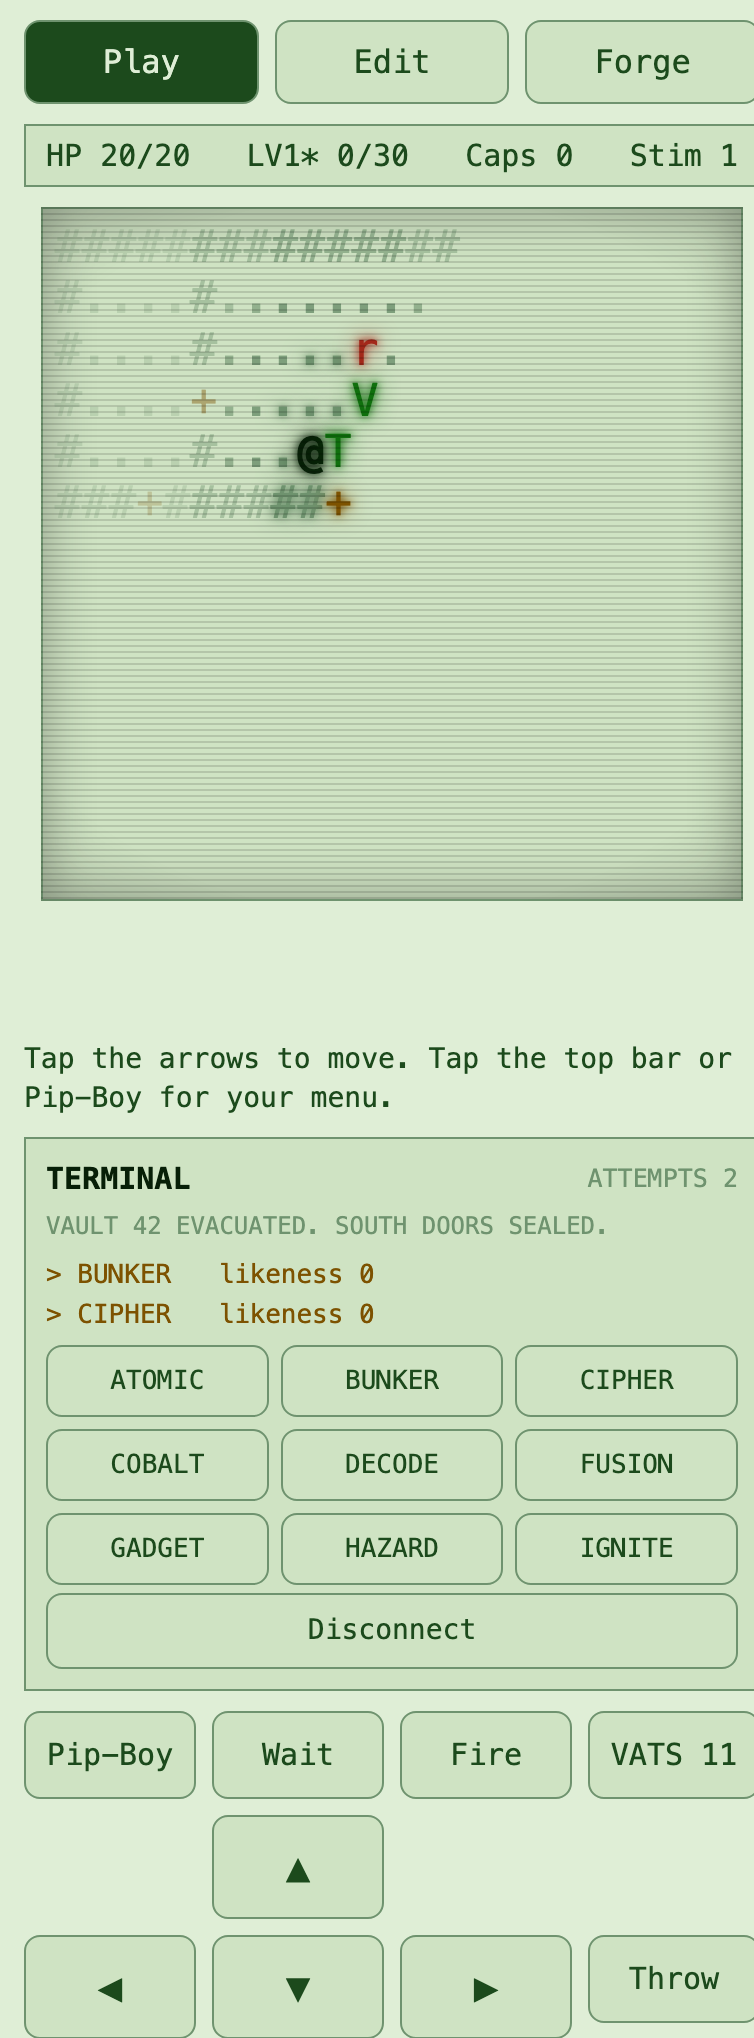 Play Edit Forge
HP 20/20 LV1* 0/30 Caps 0 Stim 1
###############
#....#........
#....#.....r.
#....+.....V
#....#...@T
###+######+
Tap the arrows to move. Tap the top bar or
Pip-Boy for your menu.
TERMINAL ATTEMPTS 2
VAULT 42 EVACUATED. SOUTH DOORS SEALED.
> BUNKER likeness 0
> CIPHER likeness 0
ATOMIC BUNKER CIPHER
COBALT DECODE FUSION
GADGET HAZARD IGNITE
Disconnect
Pip-Boy Wait Fire VATS 11
▲
◀ ▼ ▶ Throw